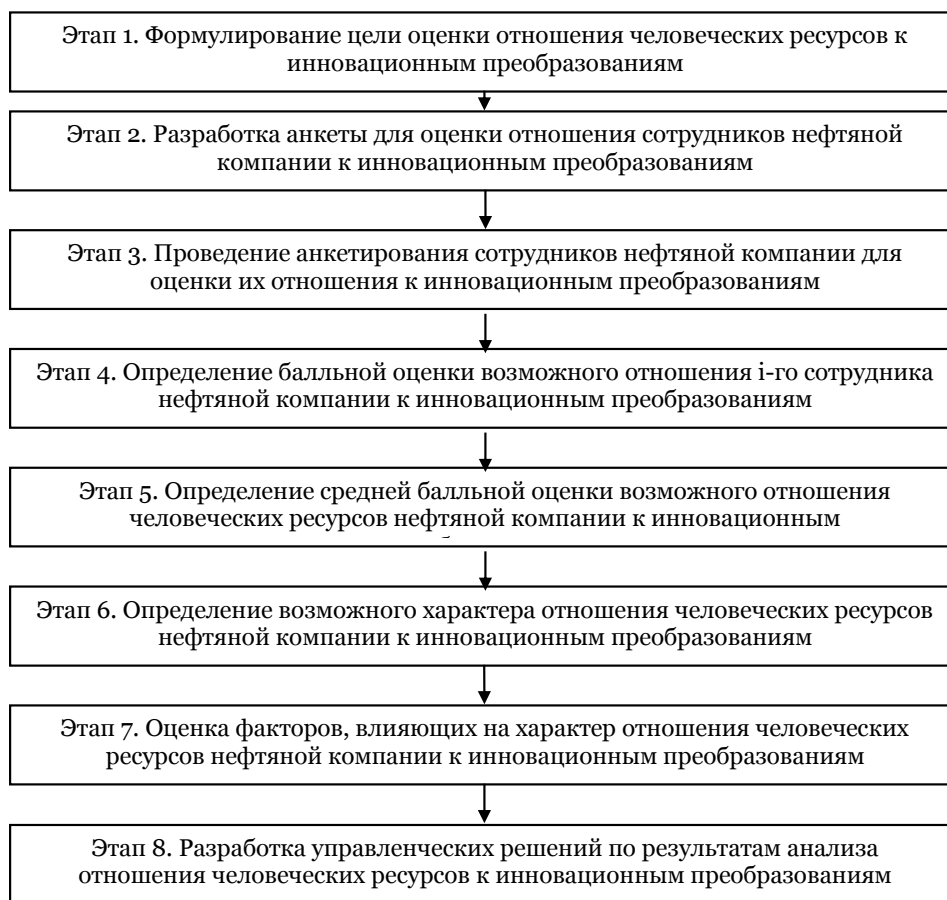 Этап 1. Формулирование цели оценки отношения человеческих ресурсов к
инновационным преобразованиям
Этап 2. Разработка анкеты для оценки отношения сотрудников нефтяной
компании к инновационным преобразованиям
Этап 3. Проведение анкетирования сотрудников нефтяной компании для
оценки их отношения к инновационным преобразованиям
Этап 4. Определение балльной оценки возможного отношения i-го сотрудника
нефтяной компании к инновационным преобразованиям
Этап 5. Определение средней балльной оценки возможного отношения
человеческих ресурсов нефтяной компании к инновационным
Этап 6. Определение возможного характера отношения человеческих ресурсов
нефтяной компании к инновационным преобразованиям
Этап 7. Оценка факторов, влияющих на характер отношения человеческих
ресурсов нефтяной компании к инновационным преобразованиям
Этап 8. Разработка управленческих решений по результатам анализа
отношения человеческих ресурсов к инновационным преобразованиям